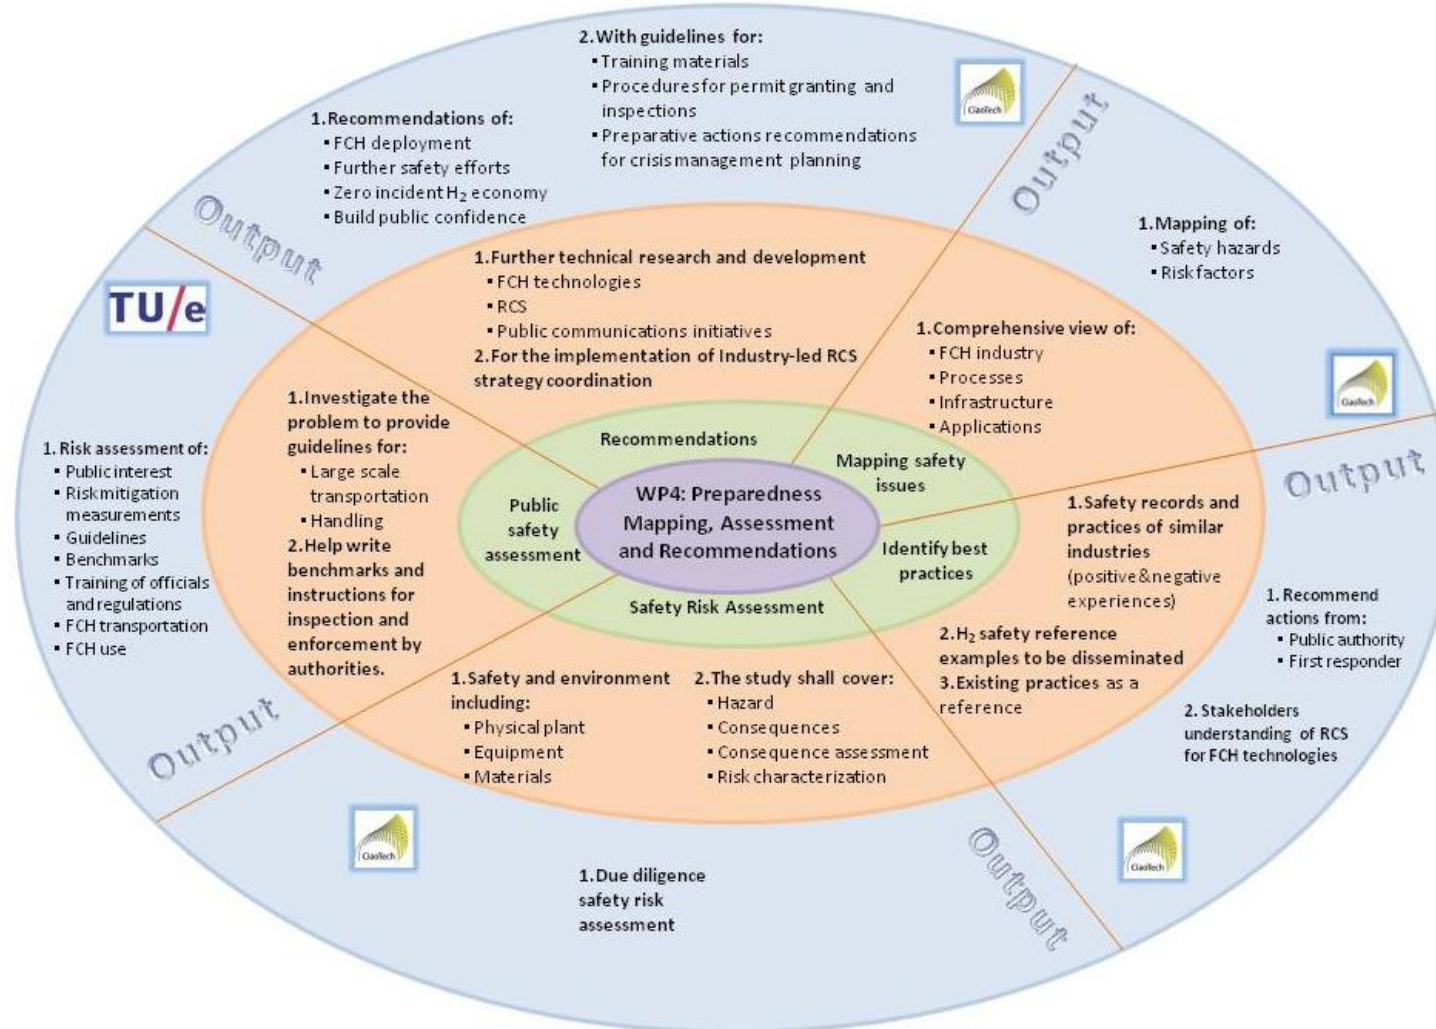 2.With guidelines for:
▪ Training materials
▪ Procedures for permit granting and
inspections
▪ Preparative actions recommendations
for crisis management planning
CiaoTech
Output
1.Recommendations of:
▪ FCH deployment
▪ Further safety efforts
▪ Zero incident H₂ economy
▪ Build public confidence
Output
1.Mapping of:
▪ Safety hazards
▪ Risk factors
CiaoTech
TU/e
1.Further technical research and development
▪ FCH technologies
▪ RCS
▪ Public communications initiatives
2.For the implementation of Industry-led RCS
strategy coordination
1.Comprehensive view of:
▪ FCH industry
▪ Processes
▪ Infrastructure
▪ Applications
1.Investigate the
problem to provide
guidelines for:
▪ Large scale
transportation
▪ Handling
2.Help write
benchmarks and
instructions for
inspection and
enforcement by
authorities.
Recommendations
Mapping safety
issues
Public
safety
assessment
WP4: Preparedness
Mapping, Assessment
and Recommendations
Identify best
practices
Safety Risk Assessment
Output
1.Safety records and
practices of similar
industries
(positive&negative
experiences)
2.H₂ safety reference
examples to be disseminated
3.Existing practices as a
reference
1. Risk assessment of:
▪ Public interest
▪ Risk mitigation
measurements
▪ Guidelines
▪ Benchmarks
▪ Training of officials
and regulations
▪ FCH transportation
▪ FCH use
1. Recommend
actions from:
▪ Public authority
▪ First responder
2. Stakeholders
understanding of RCS
for FCH technologies
Output
1.Safety and environment
including:
▪ Physical plant
▪ Equipment
▪ Materials
2.The study shall cover:
▪ Hazard
▪ Consequences
▪ Consequence assessment
▪ Risk characterization
CiaoTech
Output
CiaoTech
1.Due diligence
safety risk
assessment